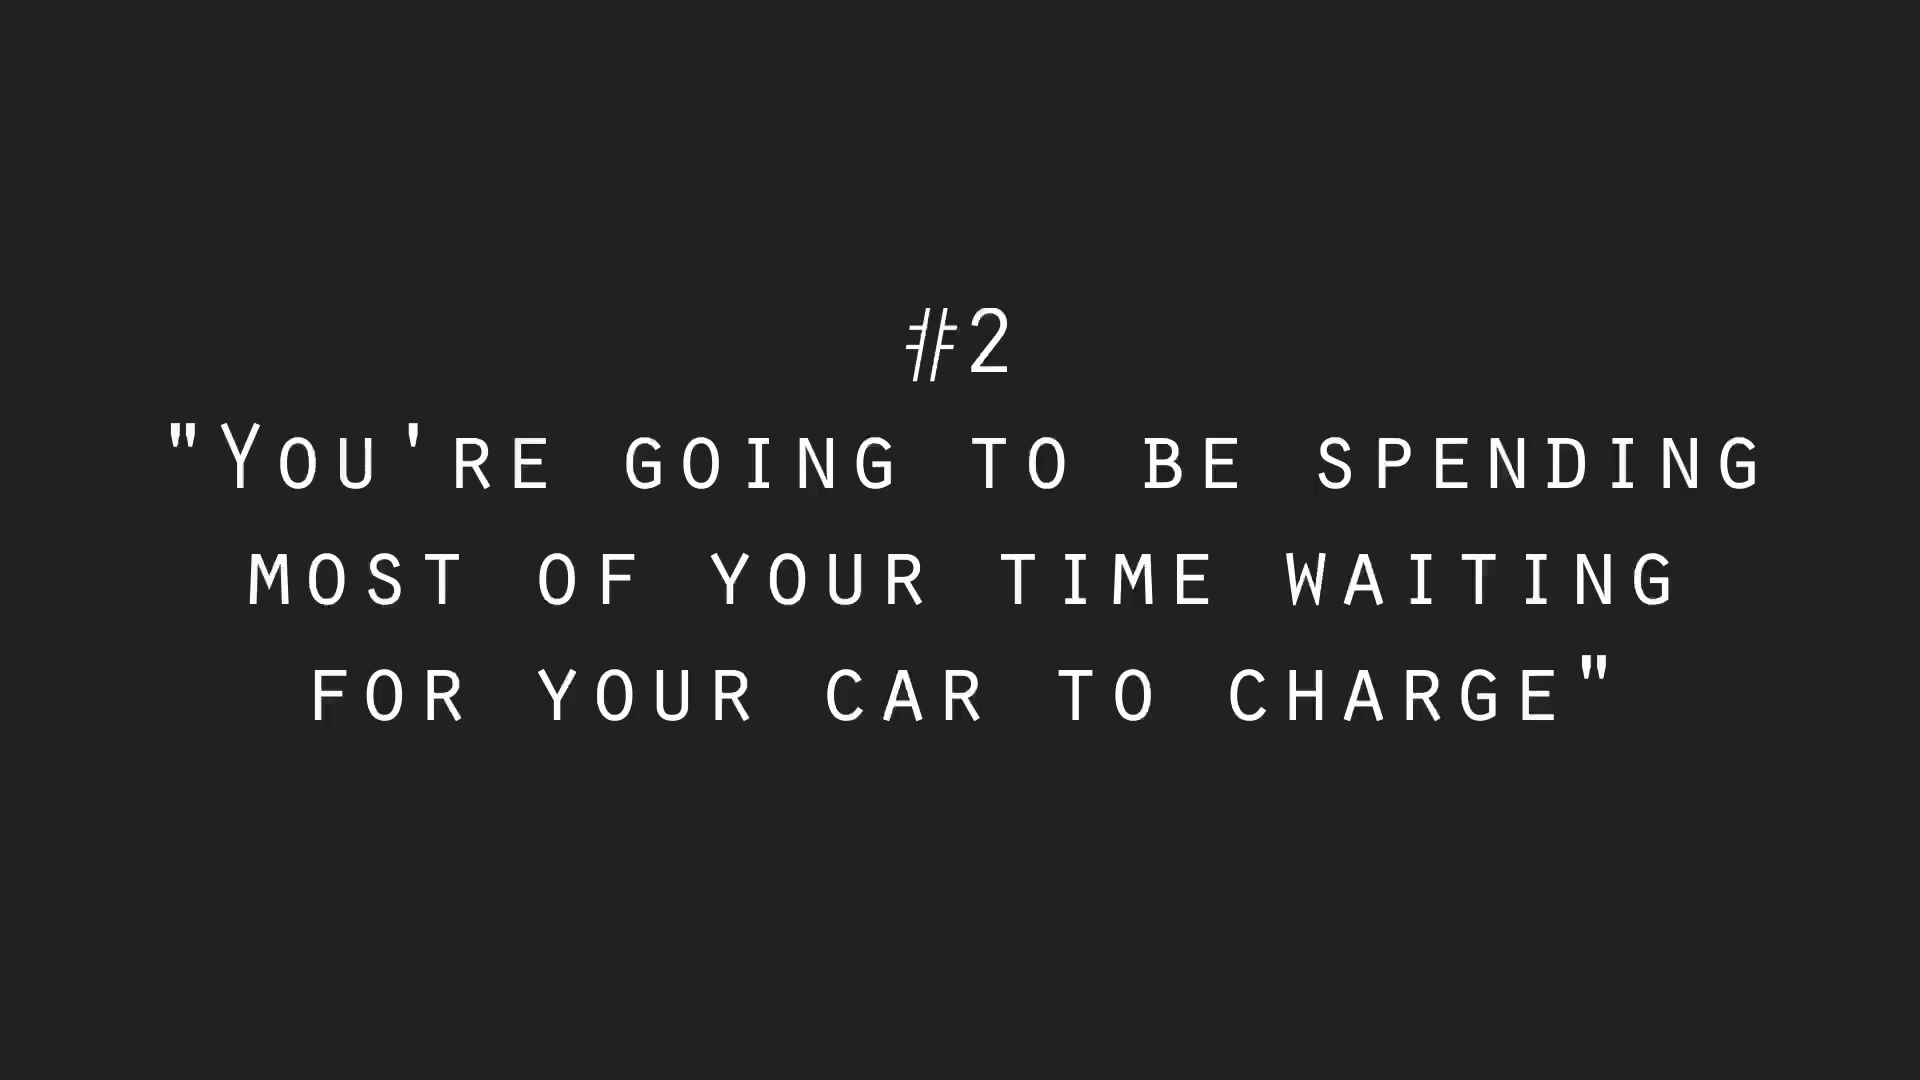 #2
"You're going to be spending
most of your time waiting
for your car to charge"